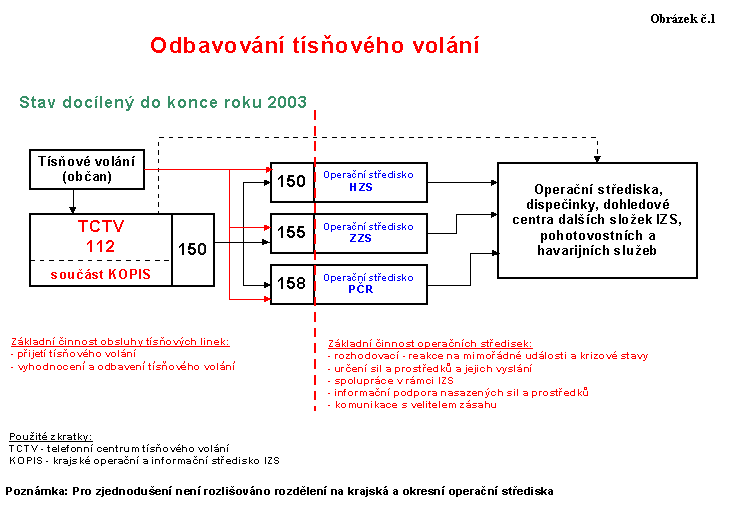 Obrázek č.1
Odbavování tísňového volání
Stav docílený do konce roku 2003
Tísňové volání
(občan)
TCTV
112
součást KOPIS
150
150
Operační středisko
HZS
155
Operační středisko
ZZS
158
Operační středisko
PČR
Operační střediska,
dispečinky, dohledové
centra dalších složek IZS,
pohotovostních a
havarijních služeb
Základní činnost obsluhy tísňových linek:
- přijetí tísňového volání
- vyhodnocení a odbavení tísňového volání
Základní činnost operačních středisek:
- rozhodovací - reakce na mimořádné události a krizové stavy
- určení sil a prostředků a jejich vyslání
- spolupráce v rámci IZS
- informační podpora nasazených sil a prostředků
- komunikace s velitelem zásahu
Použité zkratky:
TCTV - telefonní centrum tísňového volání
KOPIS - krajské operační a informační středisko IZS
Poznámka: Pro zjednodušení není rozlišováno rozdělení na krajská a okresní operační střediska